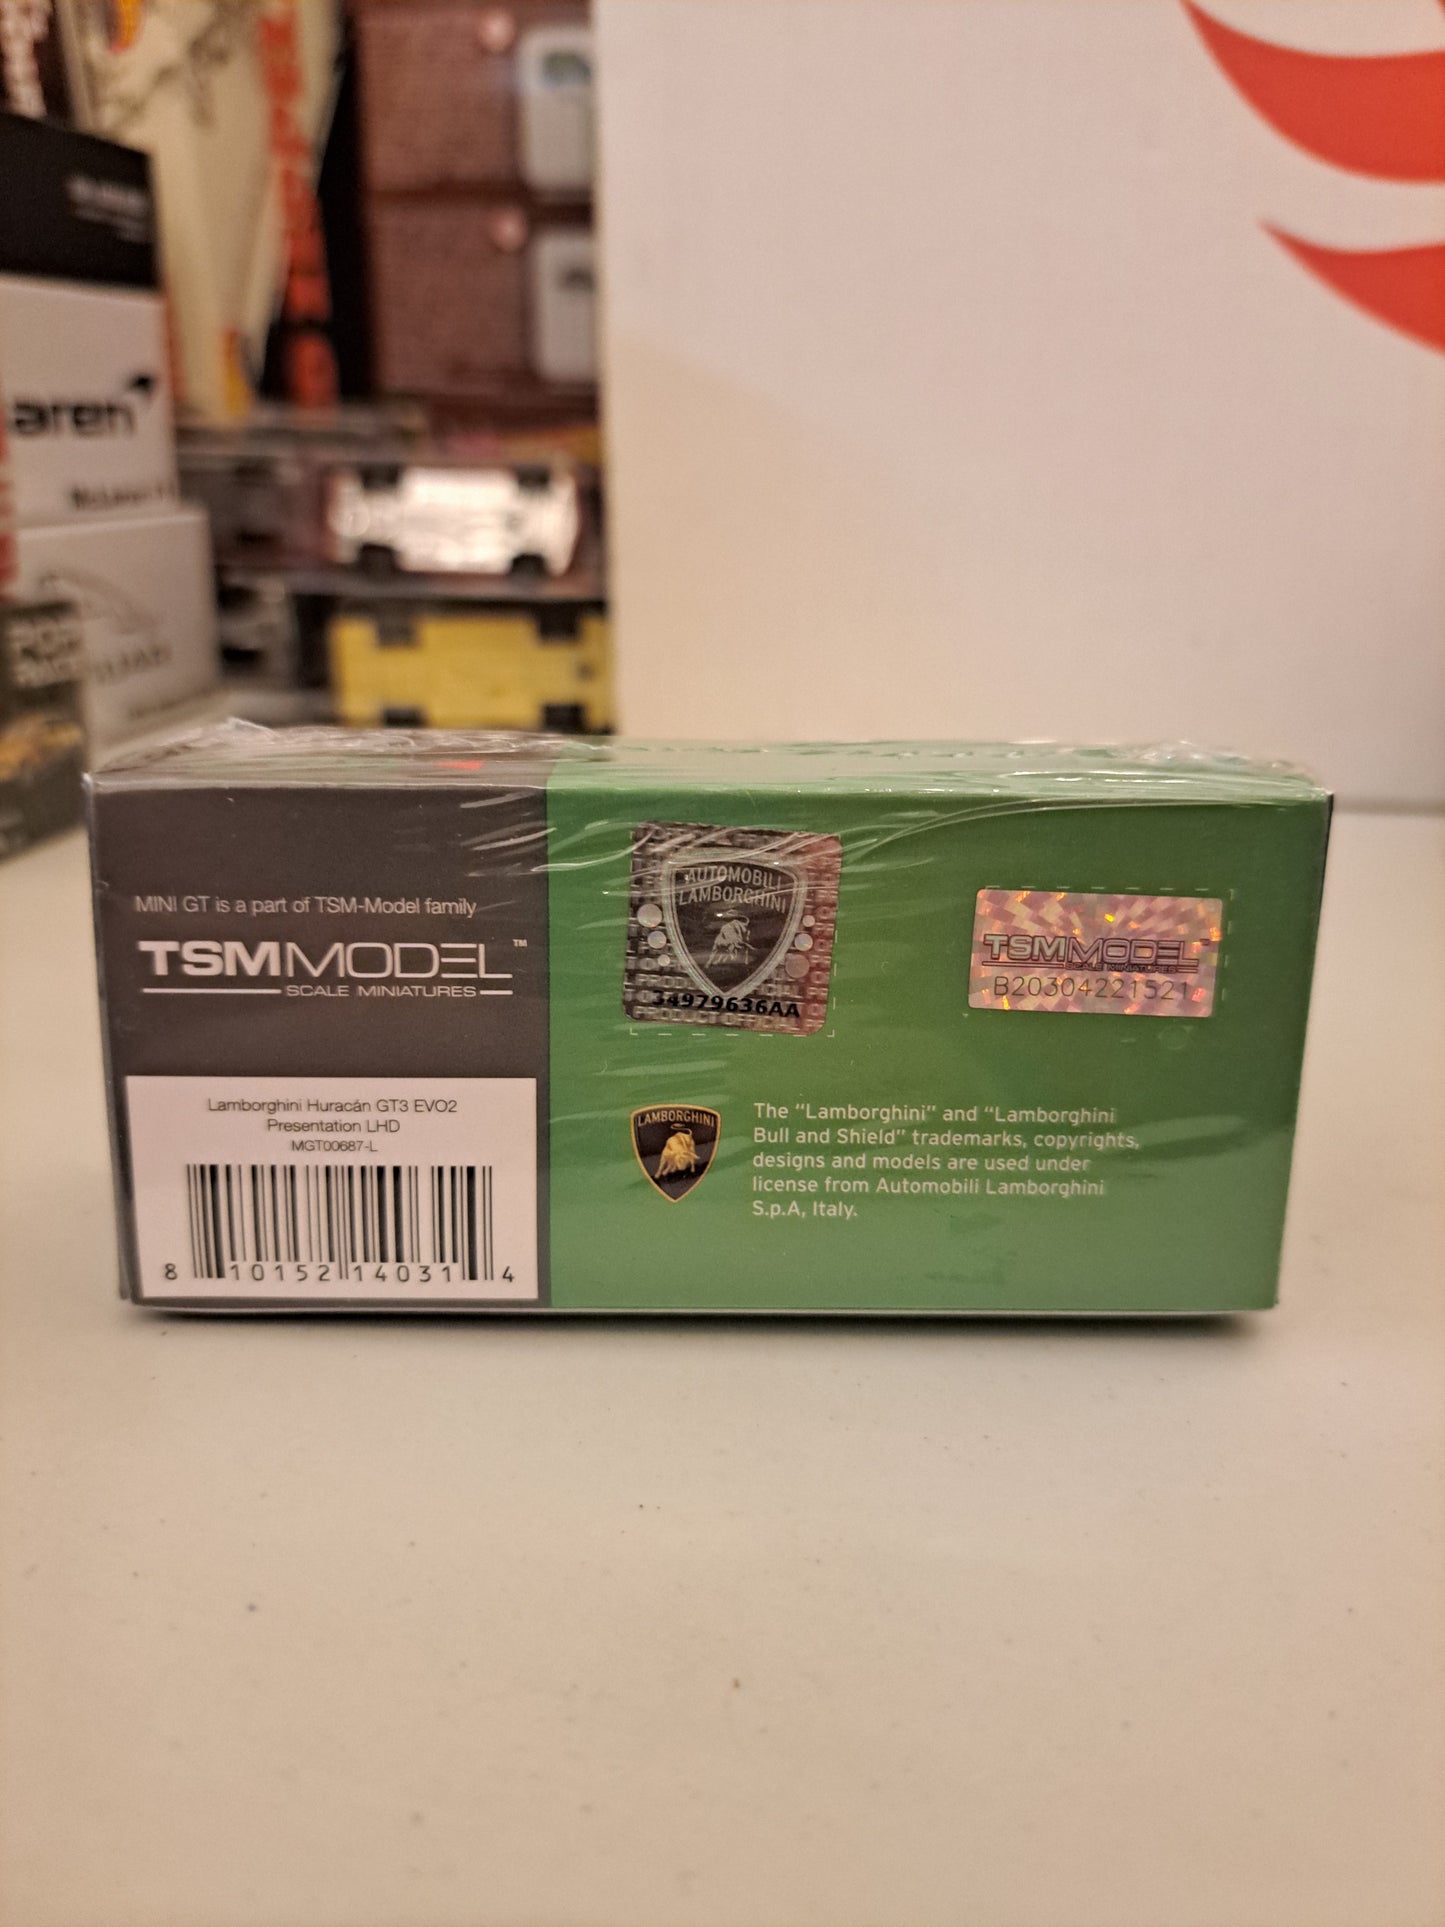 aren
MINI GT is a part of TSM-Model family
TSMMODEL™
SCALE MINIATURES
Lamborghini Huracán GT3 EVO2
Presentation LHD
MGT00687-L
8 10152 14031 4
AUTOMOBILI
LAMBORGHINI
34979636AA
PRODUCT OFFICIAL
TSMMODEL
SCALE MINIATURES
B20304221521
LAMBORGHINI
The “Lamborghini” and “Lamborghini
Bull and Shield” trademarks, copyrights,
designs and models are used under
license from Automobili Lamborghini
S.p.A, Italy.